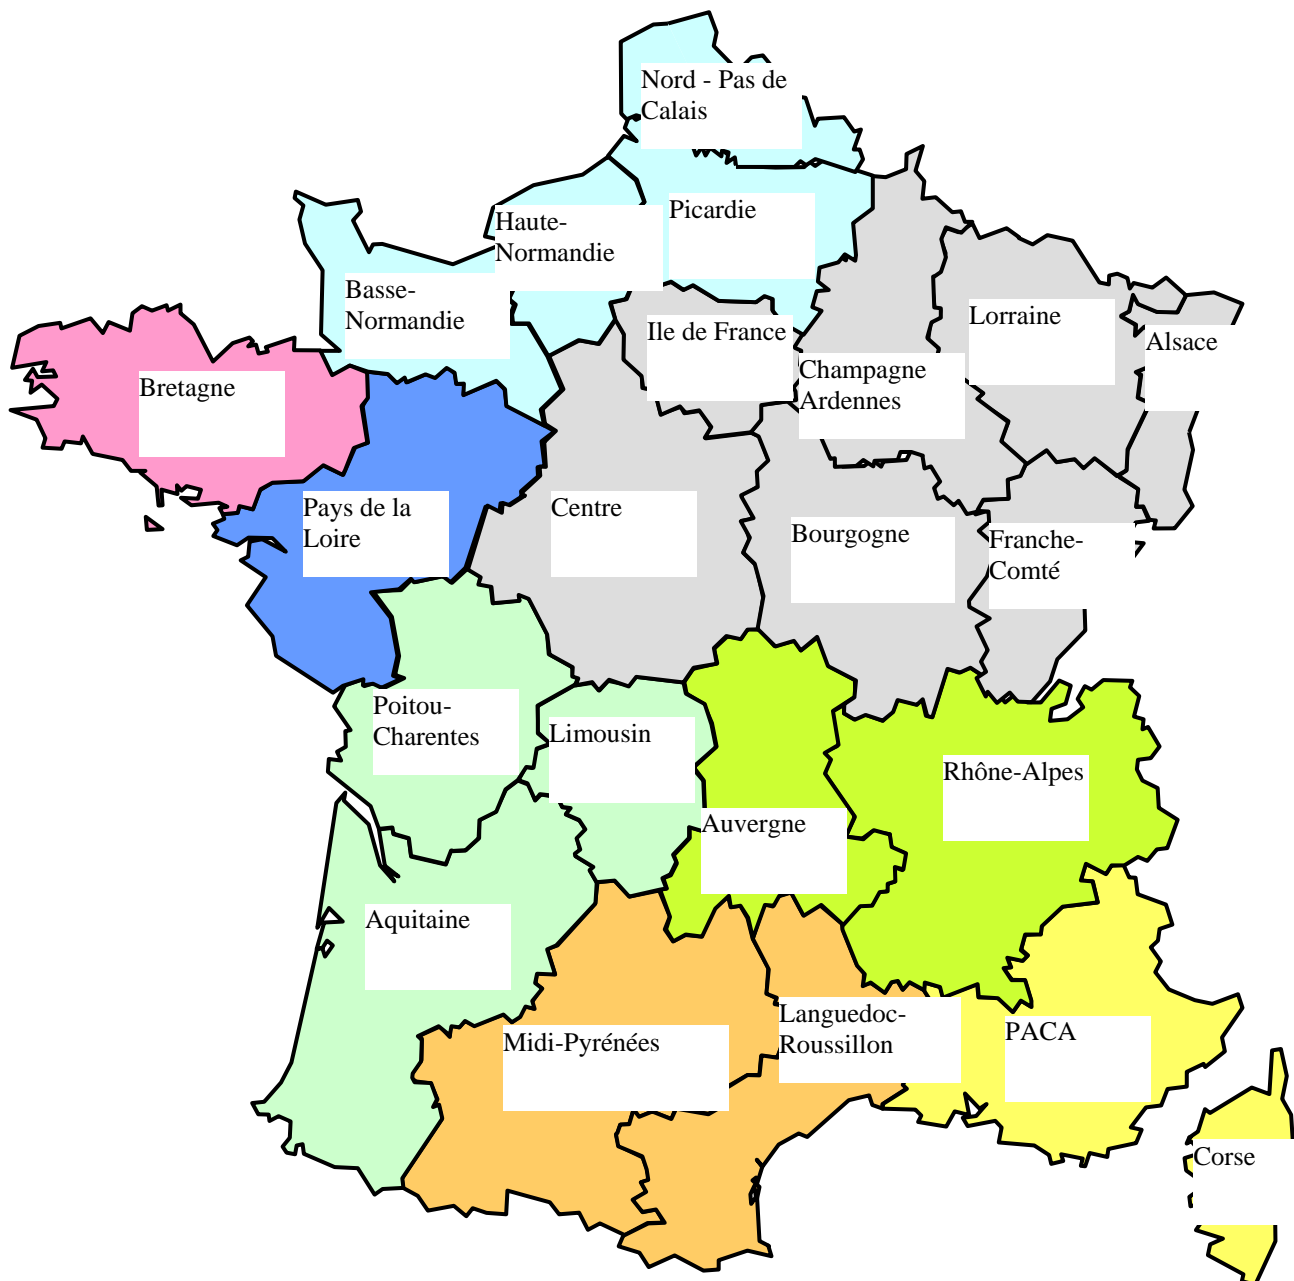 Nord - Pas de
Calais
Picardie
Haute-
Normandie
Basse-
Normandie
Ile de France
Lorraine
Alsace
Champagne
Ardennes
Bretagne
Pays de la
Loire
Centre
Bourgogne
Franche-
Comté
Poitou-
Charentes
Limousin
Auvergne
Rhône-Alpes
Aquitaine
Midi-Pyrénées
Languedoc-
Roussillon
PACA
Corse